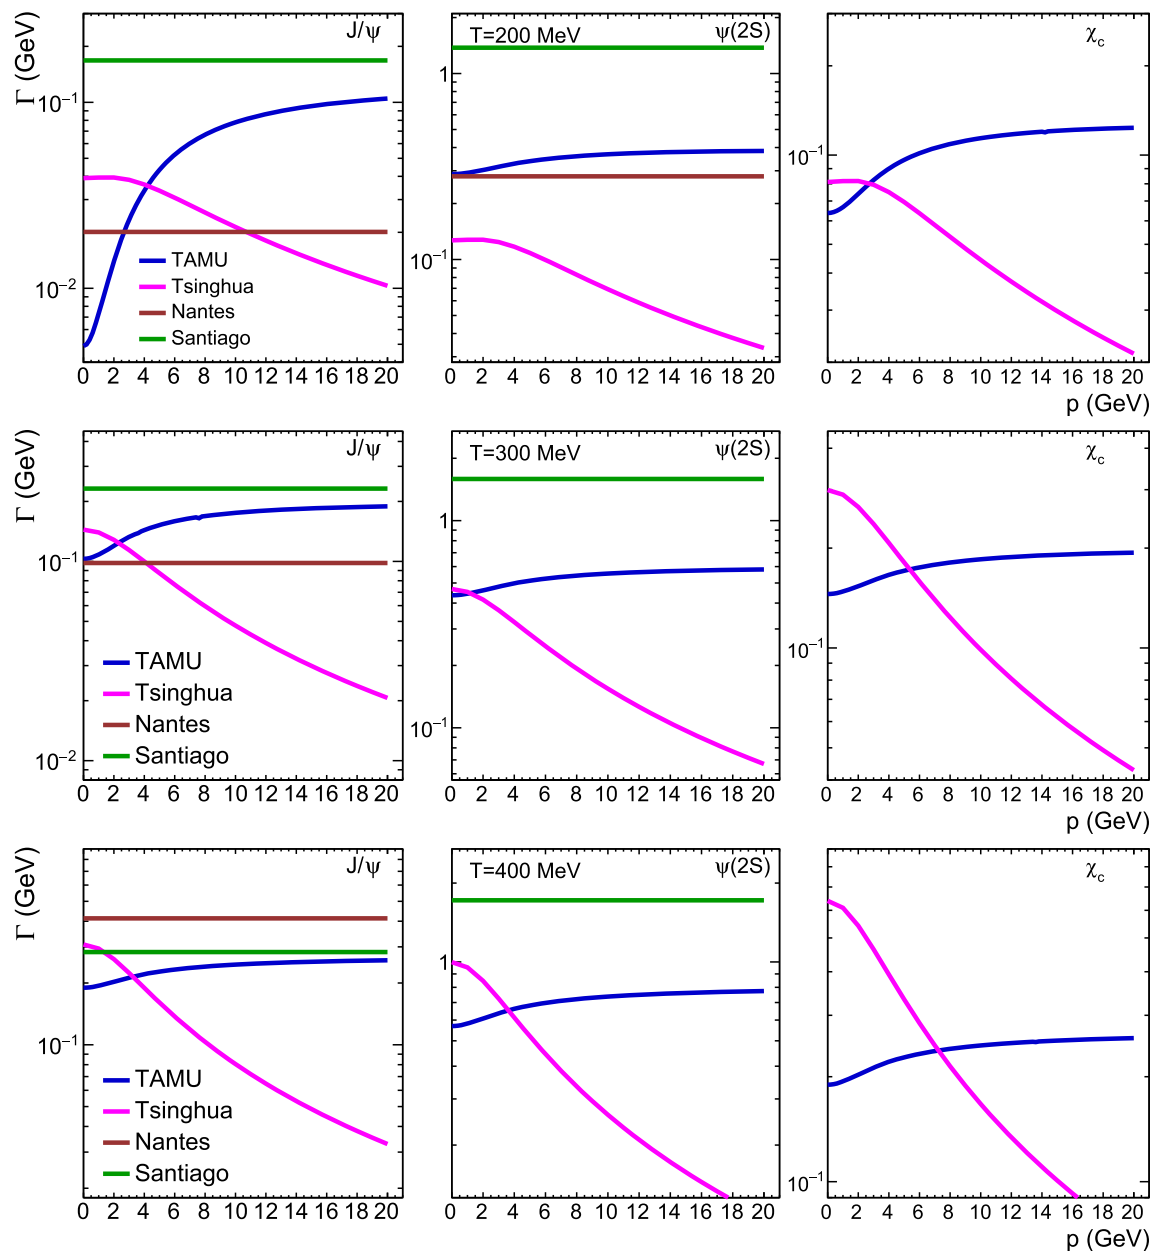 Γ (GeV)
J/ψ
10⁻¹
10⁻²
TAMU
Tsinghua
Nantes
Santiago
0 2 4 6 8 10 12 14 16 18 20
T=200 MeV
ψ(2S)
1
10⁻¹
0 2 4 6 8 10 12 14 16 18 20
χc
10⁻¹
0 2 4 6 8 10 12 14 16 18 20
p (GeV)
Γ (GeV)
J/ψ
10⁻¹
10⁻²
TAMU
Tsinghua
Nantes
Santiago
0 2 4 6 8 10 12 14 16 18 20
T=300 MeV
ψ(2S)
1
10⁻¹
0 2 4 6 8 10 12 14 16 18 20
χc
10⁻¹
0 2 4 6 8 10 12 14 16 18 20
p (GeV)
Γ (GeV)
J/ψ
10⁻¹
TAMU
Tsinghua
Nantes
Santiago
0 2 4 6 8 10 12 14 16 18 20
T=400 MeV
ψ(2S)
1
0 2 4 6 8 10 12 14 16 18 20
χc
10⁻¹
0 2 4 6 8 10 12 14 16 18 20
p (GeV)